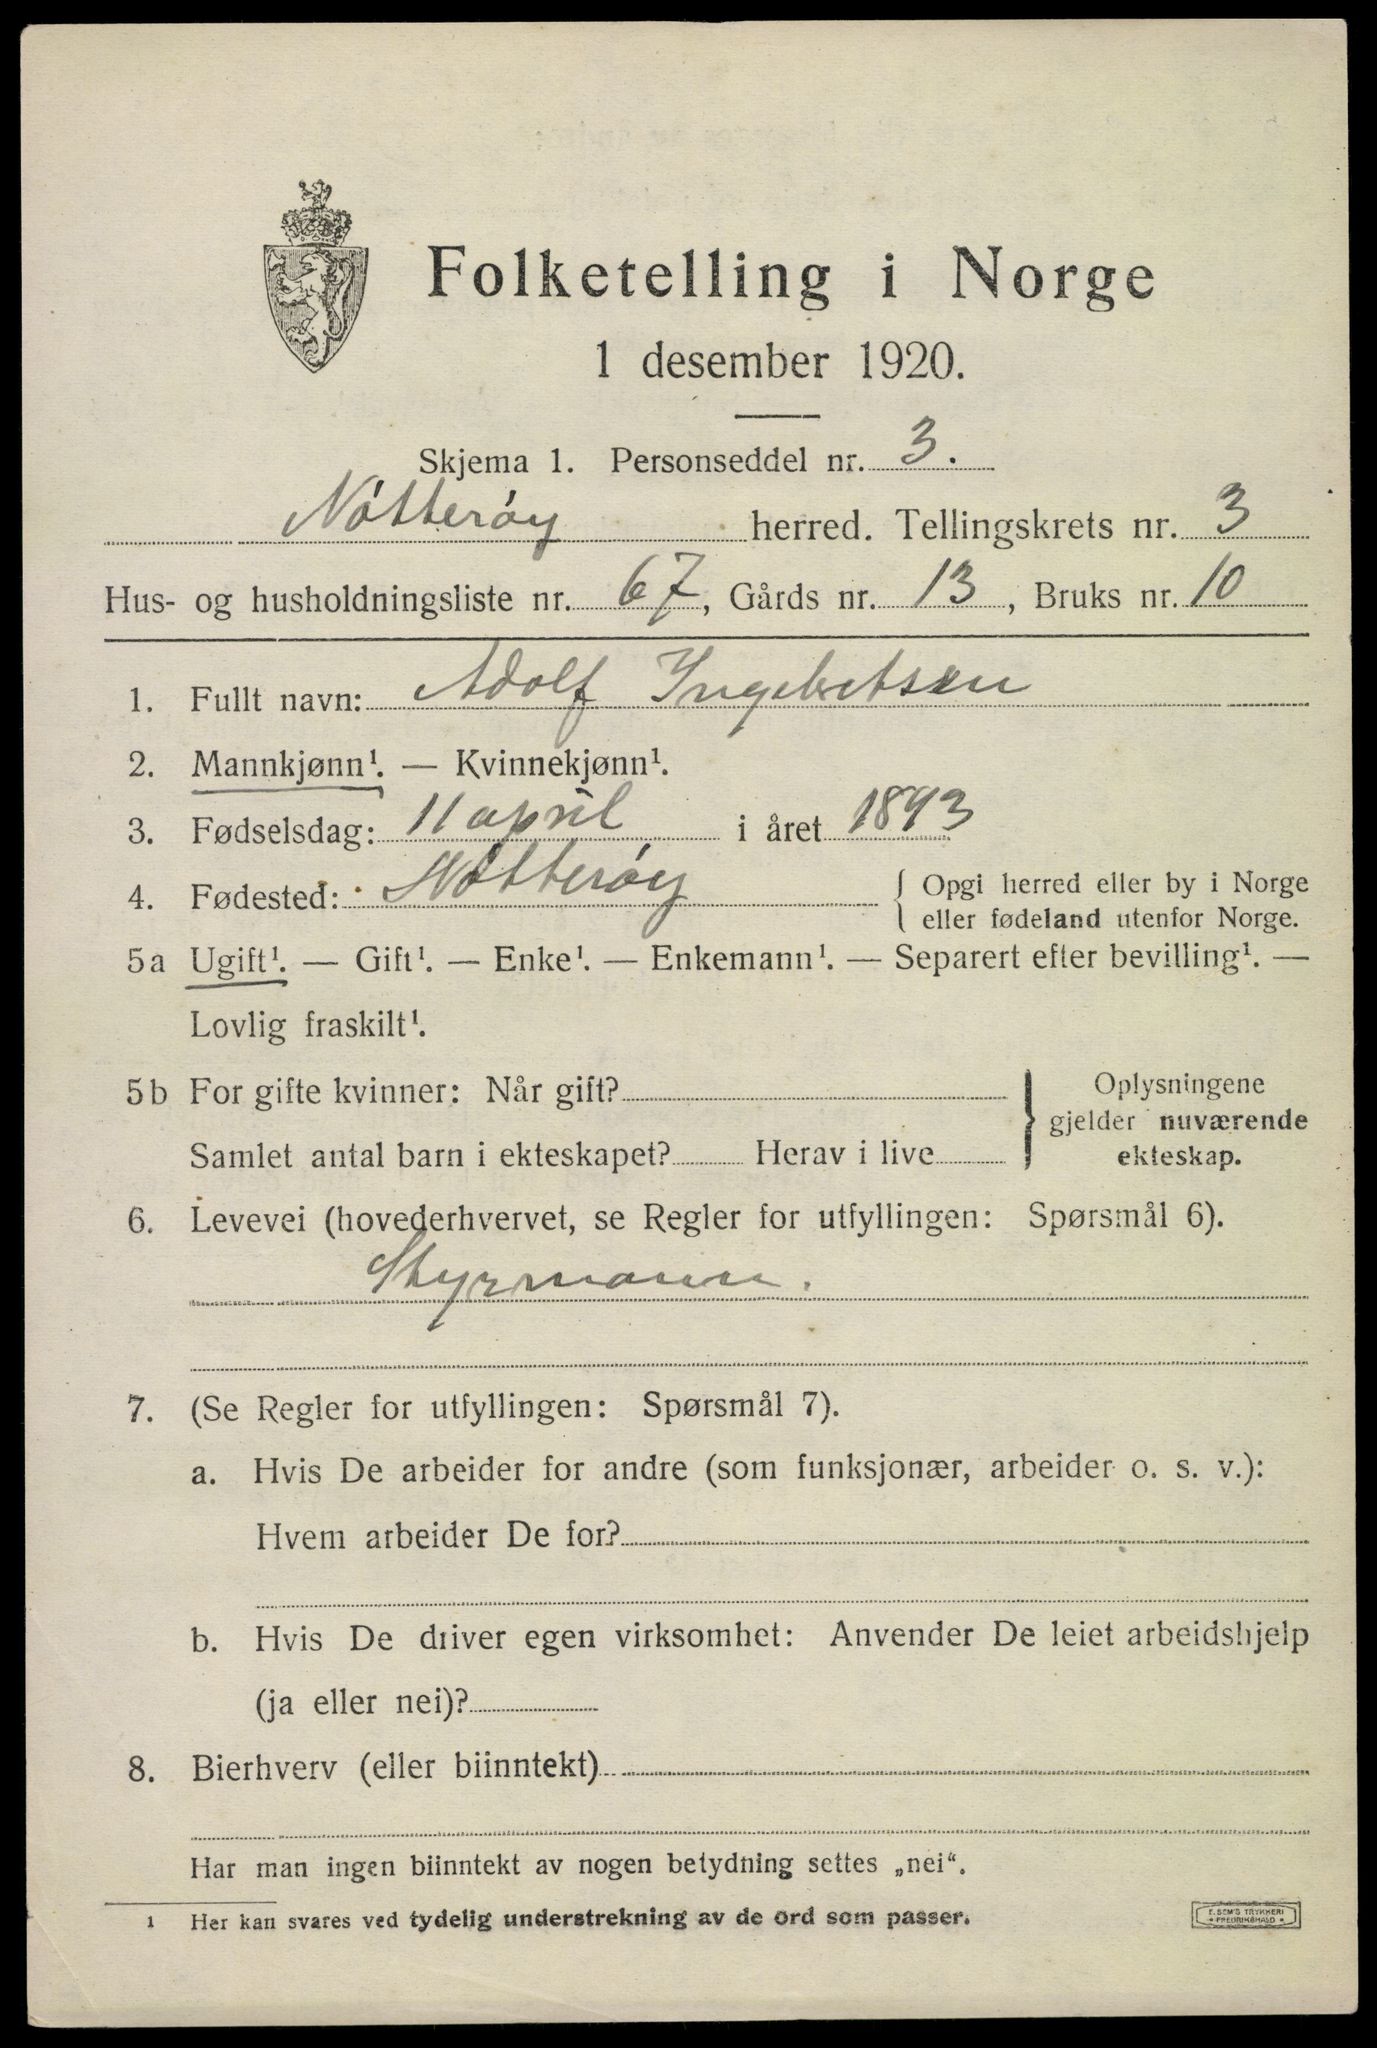 Folketelling i Norge
1 desember 1920.
Skjema 1. Personseddel nr. 3.
Nötteröy herred. Tellingskrets nr. 3
Hus- og husholdningsliste nr. 67, Gårds nr. 13, Bruks nr. 10
1. Fullt navn: Adolf Ingebretsen
2. Mannkjønn¹. — Kvinnekjønn¹.
3. Fødselsdag: 11 april i året 1893
4. Fødested: Nötteröy { Opgi herred eller by i Norge
eller fødeland utenfor Norge.
5a Ugift¹. — Gift¹. — Enke¹. — Enkemann¹. — Separert efter bevilling¹. —
Lovlig fraskilt¹.
5b For gifte kvinner: Når gift?
Samlet antal barn i ekteskapet? Herav i live
} Oplysningene
gjelder nuværende
ekteskap.
6. Levevei (hovederhvervet, se Regler for utfyllingen: Spørsmål 6).
Styrmann.
7. (Se Regler for utfyllingen: Spørsmål 7).
a. Hvis De arbeider for andre (som funksjonær, arbeider o. s. v.):
Hvem arbeider De for?
b. Hvis De driver egen virksomhet: Anvender De leiet arbeidshjelp
(ja eller nei)?
8. Bierhverv (eller biinntekt)
Har man ingen biinntekt av nogen betydning settes „nei“.
¹ Her kan svares ved tydelig understrekning av de ord som passer.
E. SEM'S TRYKKERI
FREDRIKSHALD